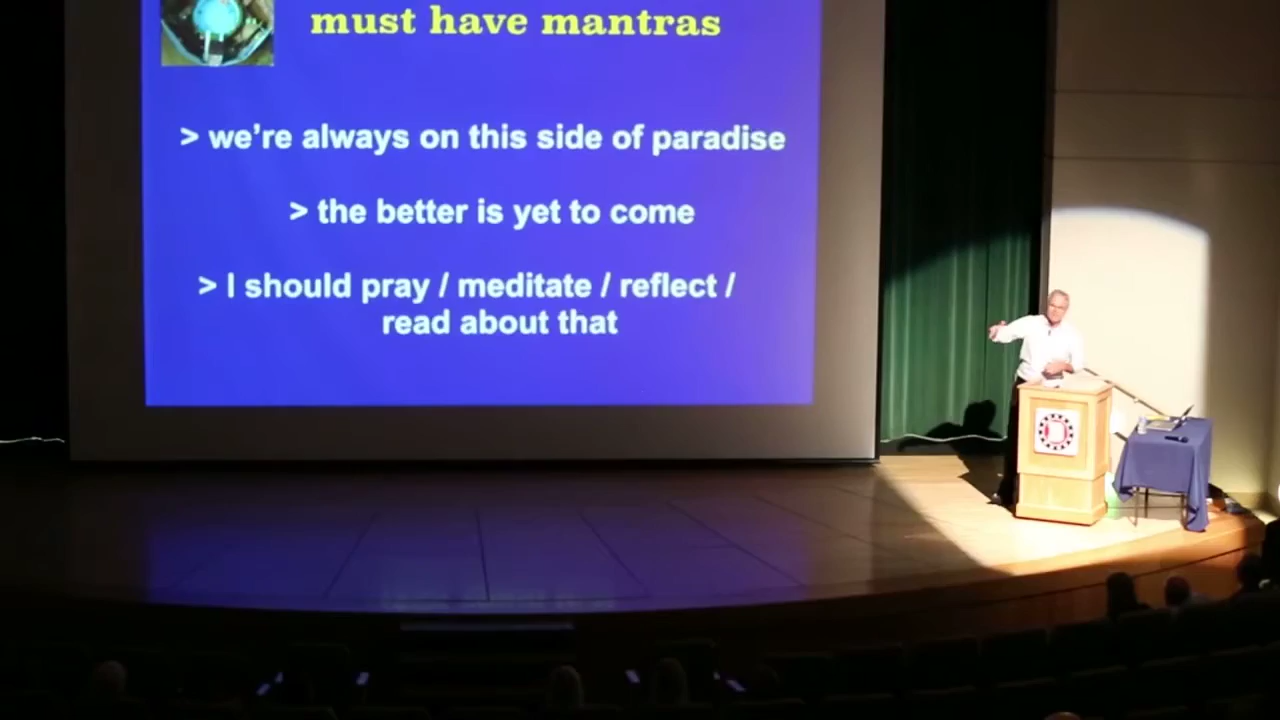 must have mantras
> we're always on this side of paradise
> the better is yet to come
> I should pray / meditate / reflect /
read about that